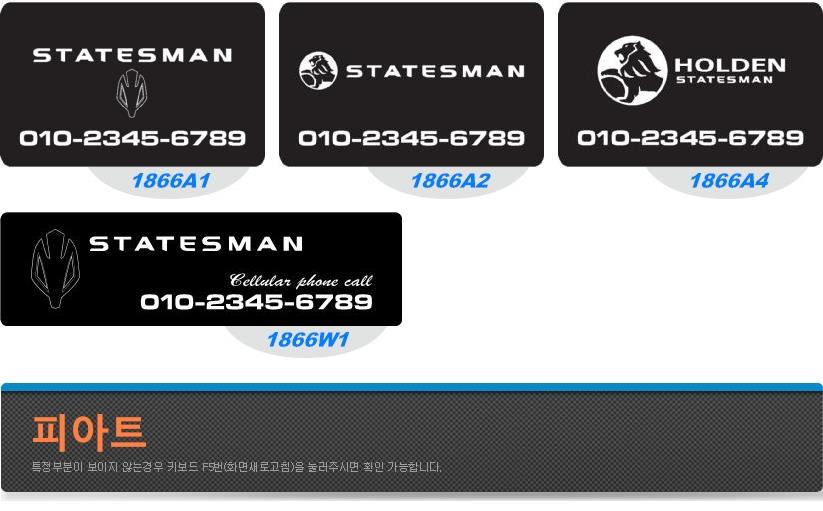 STATESMAN
010-2345-6789
1866A1
STATESMAN
010-2345-6789
1866A2
HOLDEN
STATESMAN
010-2345-6789
1866A4
STATESMAN
Cellular phone call
010-2345-6789
1866W1
피아트
특정부분이 보이지 않는경우 키보드 F5번(화면새로고침)을 눌러주시면 확인 가능합니다.